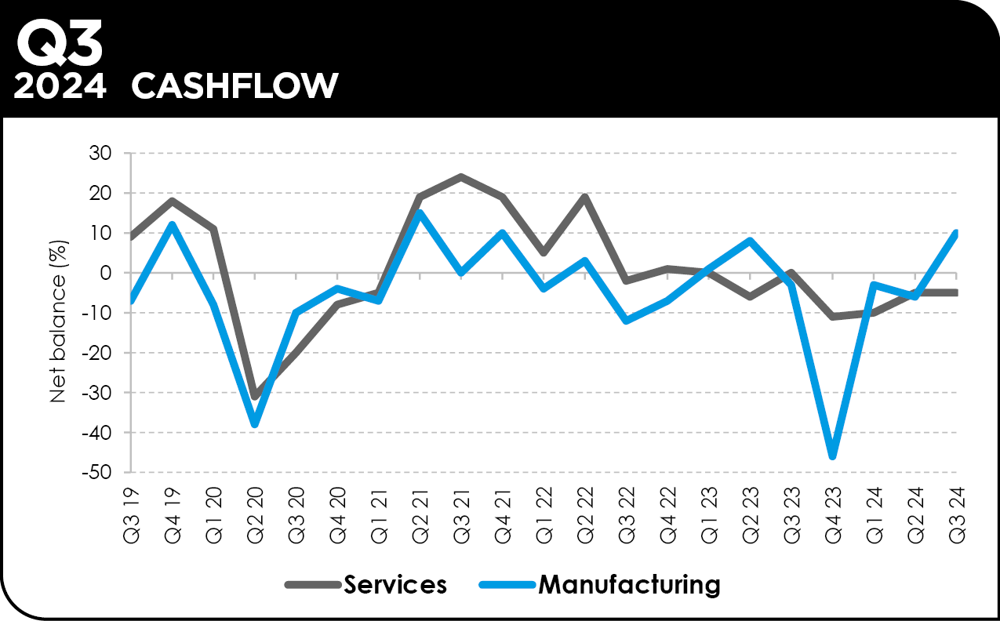 Q3
2024 CASHFLOW
Net balance (%)
30
20
10
0
-10
-20
-30
-40
-50
Q3 19
Q4 19
Q1 20
Q2 20
Q3 20
Q4 20
Q1 21
Q2 21
Q3 21
Q4 21
Q1 22
Q2 22
Q3 22
Q4 22
Q1 23
Q2 23
Q3 23
Q4 23
Q1 24
Q2 24
Q3 24
Services
Manufacturing